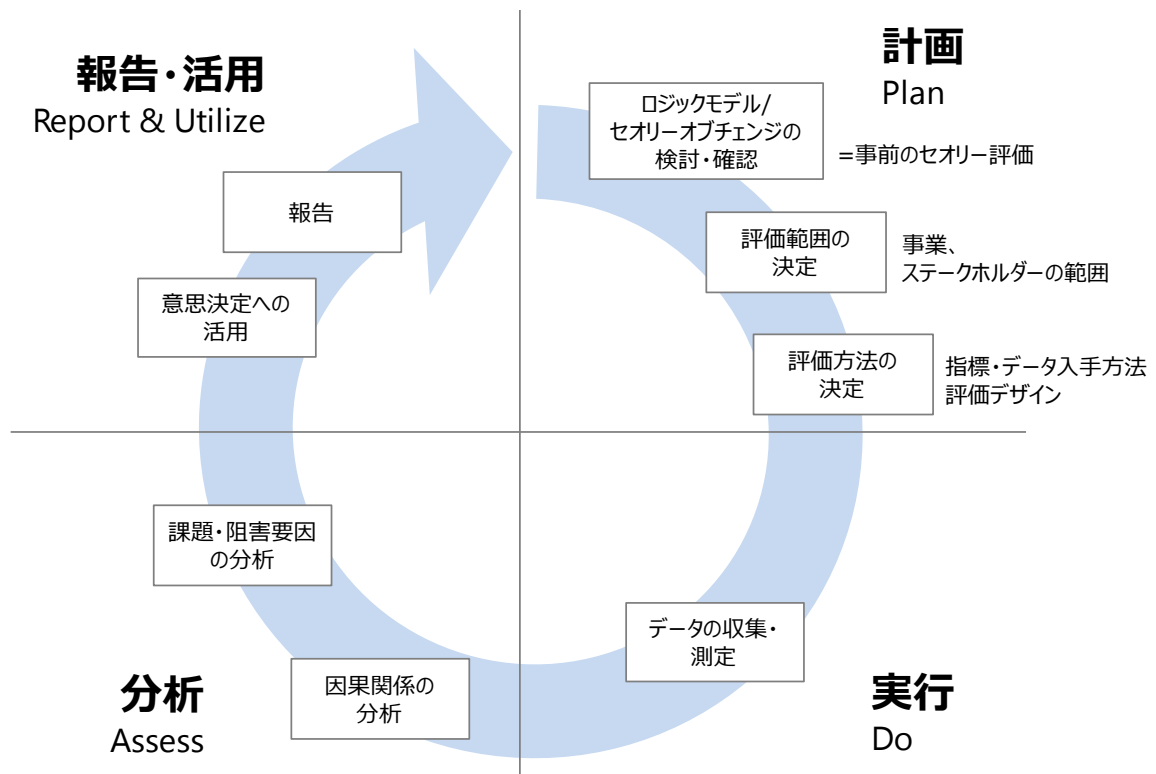 報告・活用
Report & Utilize
計画
Plan
ロジックモデル/
セオリーオブチェンジの
検討・確認
=事前のセオリー評価
評価範囲の
決定
事業、
ステークホルダーの範囲
評価方法の
決定
指標・データ入手方法
評価デザイン
データの収集・
測定
実行
Do
因果関係の
分析
分析
Assess
課題・阻害要因
の分析
意思決定への
活用
報告